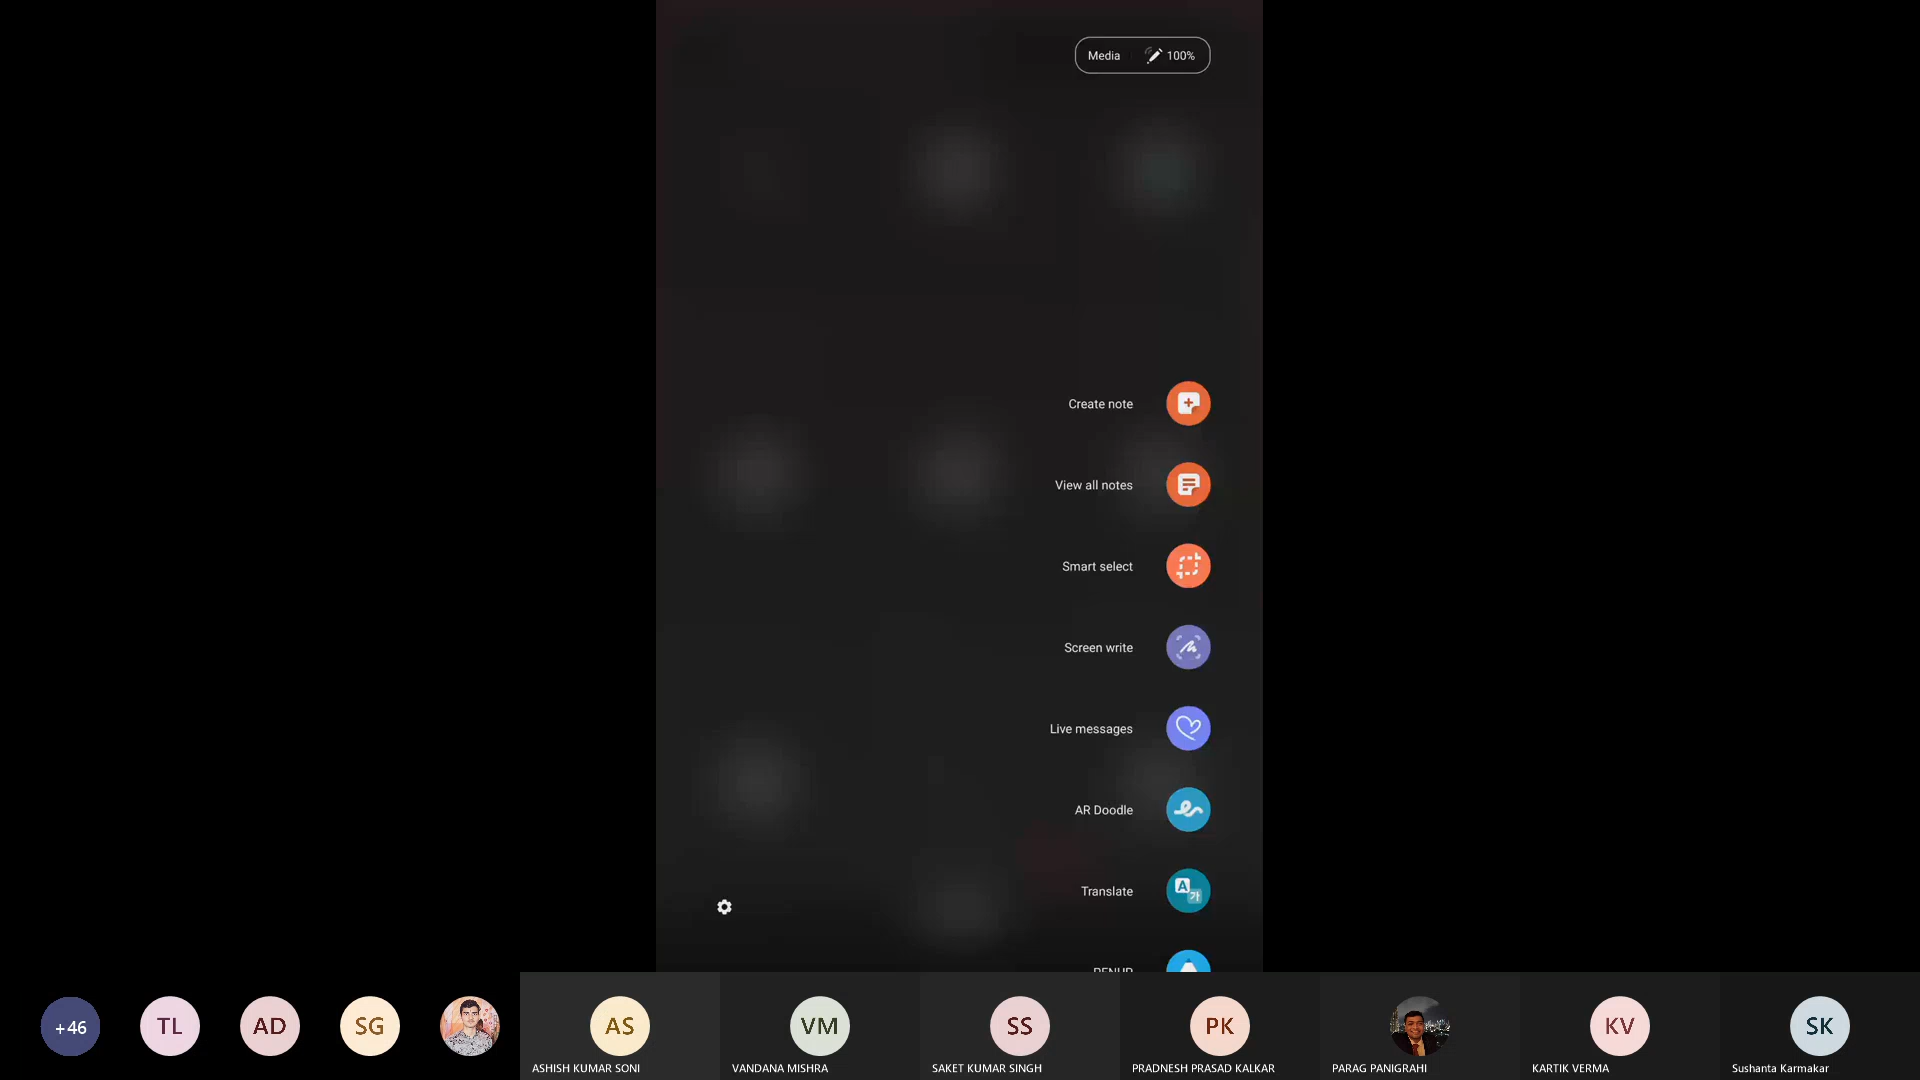 Media 100%
Create note
View all notes
Smart select
Screen write
Live messages
AR Doodle
A
Translate
PENUP
+46 TL AD SG AS VM SS PK KV SK
ASHISH KUMAR SONI VANDANA MISHRA SAKET KUMAR SINGH PRADNESH PRASAD KALKAR PARAG PANIGRAHI KARTIK VERMA Sushanta Karmakar